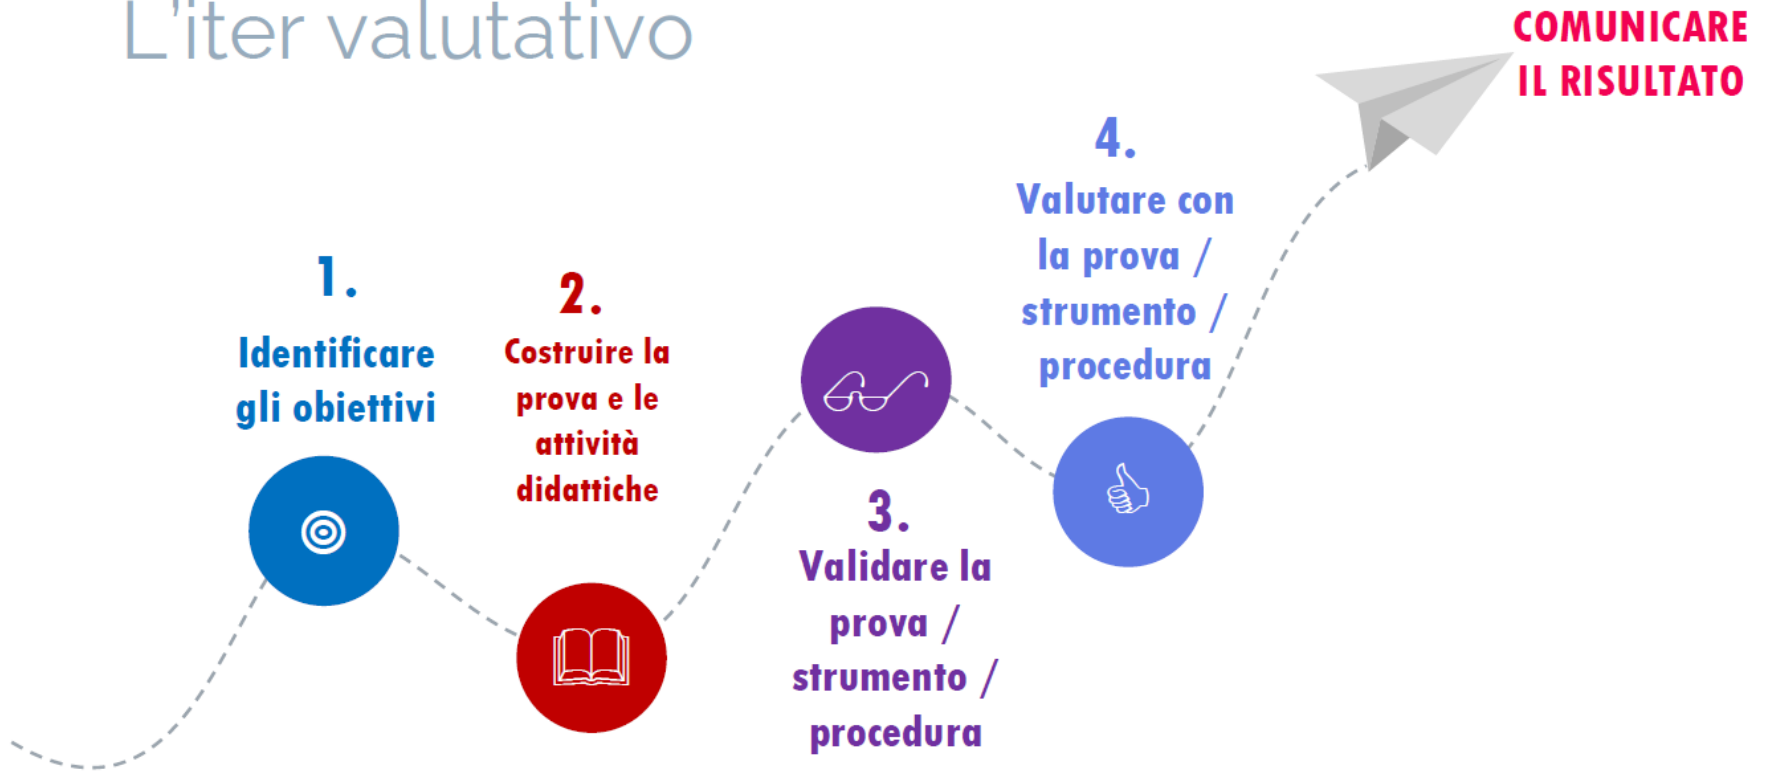 L'iter valutativo
COMUNICARE
IL RISULTATO
1.
Identificare
gli obiettivi
2.
Costruire la
prova e le
attività
didattiche
3.
Validare la
prova /
strumento /
procedura
4.
Valutare con
la prova /
strumento /
procedura